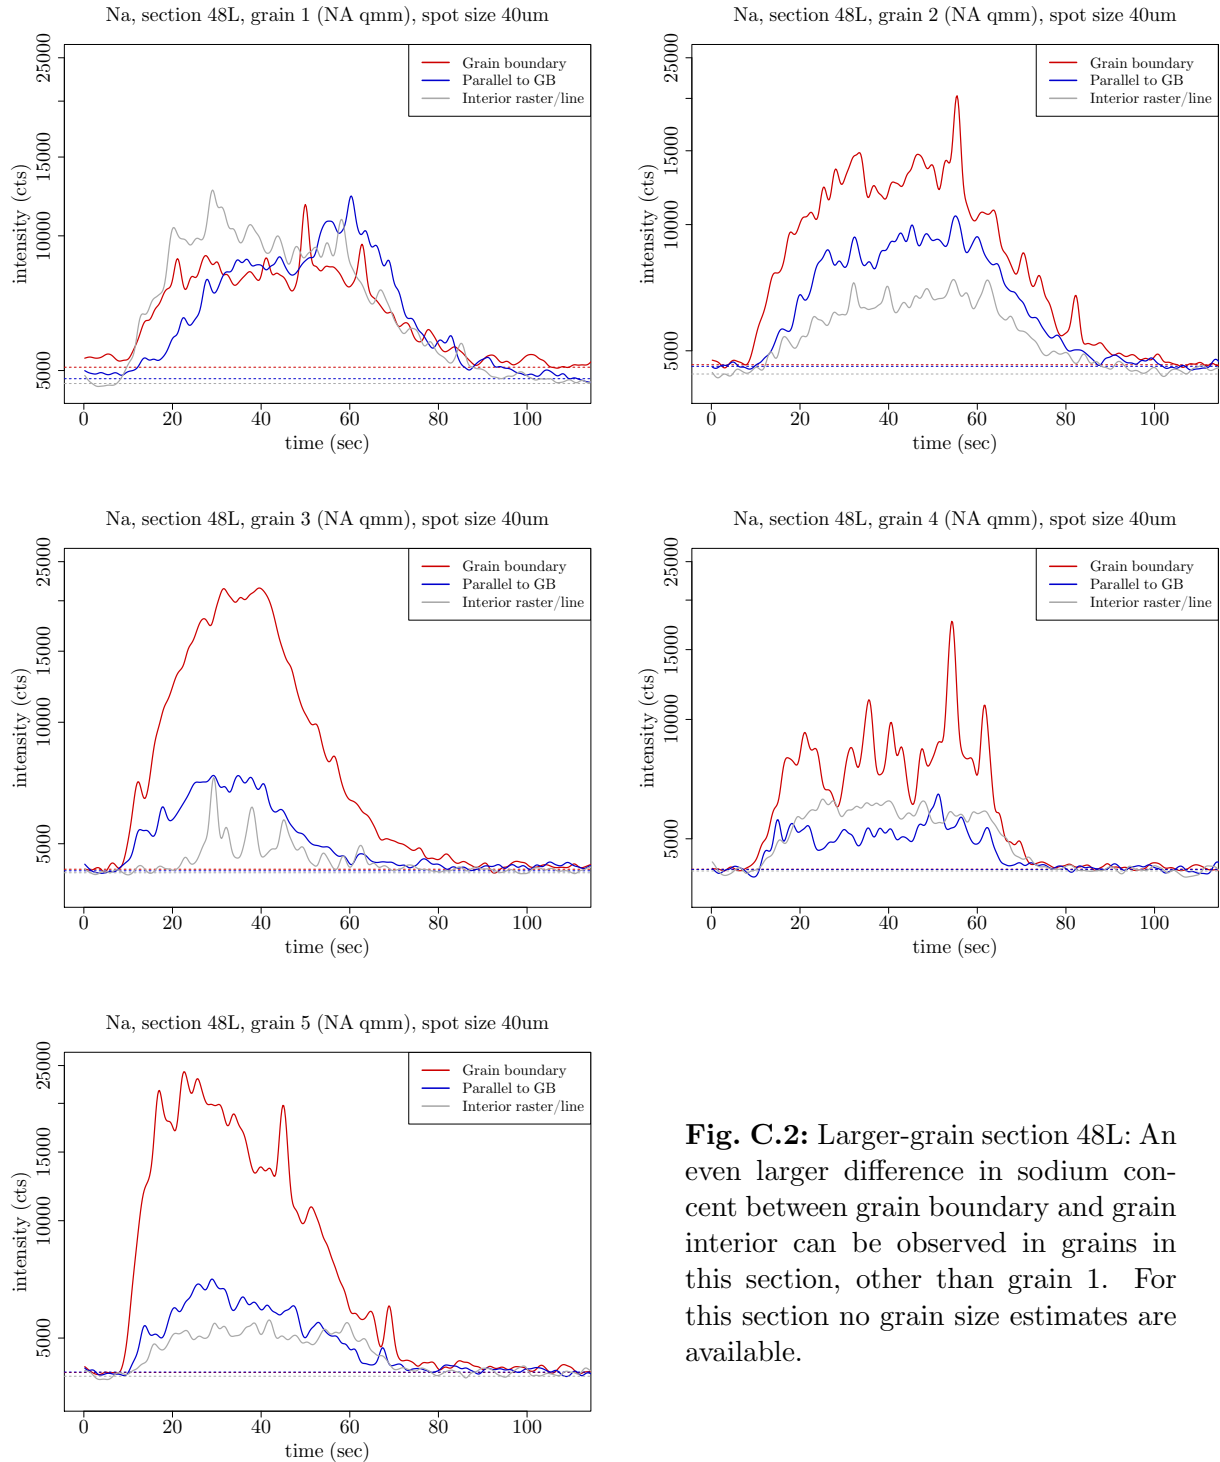 Na, section 48L, grain 1 (NA qmm), spot size 40um
intensity (cts)
25000
15000
10000
5000
Grain boundary
Parallel to GB
Interior raster/line
0 20 40 60 80 100
time (sec)
Na, section 48L, grain 2 (NA qmm), spot size 40um
intensity (cts)
25000
15000
10000
5000
Grain boundary
Parallel to GB
Interior raster/line
0 20 40 60 80 100
time (sec)
Na, section 48L, grain 3 (NA qmm), spot size 40um
intensity (cts)
25000
15000
10000
5000
Grain boundary
Parallel to GB
Interior raster/line
0 20 40 60 80 100
time (sec)
Na, section 48L, grain 4 (NA qmm), spot size 40um
intensity (cts)
25000
15000
10000
5000
Grain boundary
Parallel to GB
Interior raster/line
0 20 40 60 80 100
time (sec)
Na, section 48L, grain 5 (NA qmm), spot size 40um
intensity (cts)
25000
15000
10000
5000
Grain boundary
Parallel to GB
Interior raster/line
0 20 40 60 80 100
time (sec)
Fig. C.2: Larger-grain section 48L: An
even larger difference in sodium con-
cent between grain boundary and grain
interior can be observed in grains in
this section, other than grain 1. For
this section no grain size estimates are
available.